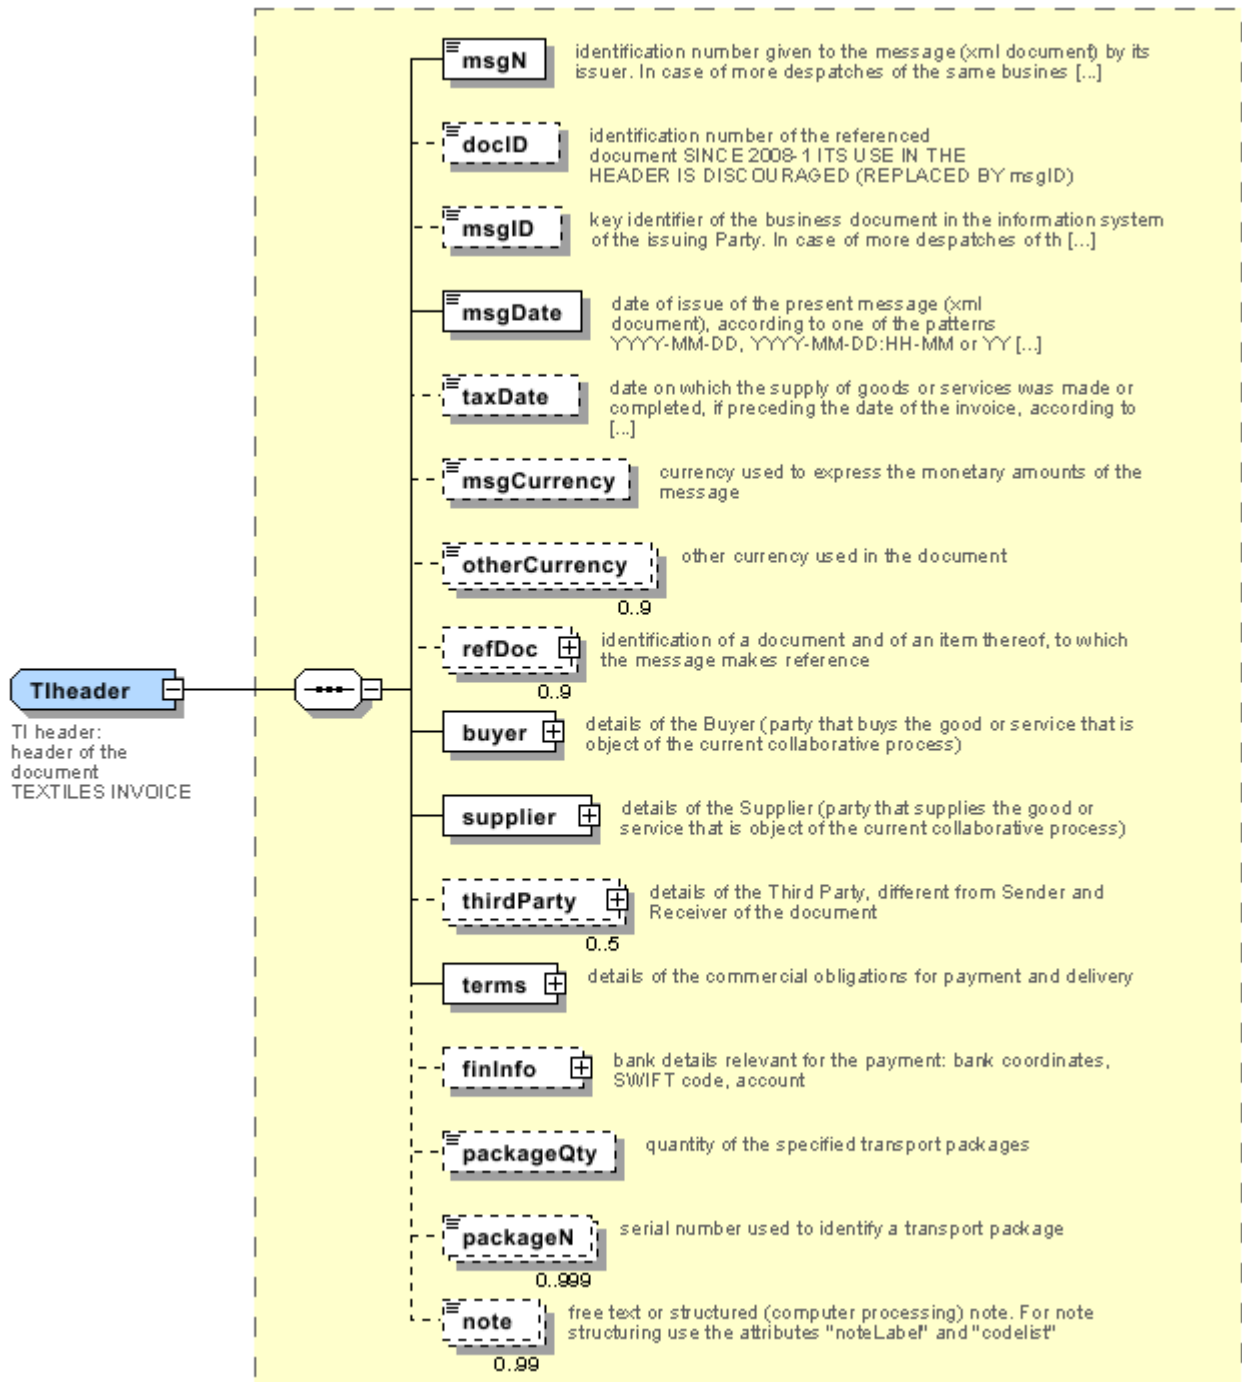 msgN
identification number given to the message (xml document) by its
issuer. In case of more despatches of the same busines [...]
docID
identification number of the referenced
document SINCE 2008-1 ITS USE IN THE
HEADER IS DISCOURAGED (REPLACED BY msgID)
msgID
key identifier of the business document in the information system
of the issuing Party. In case of more despatches of th [...]
msgDate
date of issue of the present message (xml
document), according to one of the patterns
YYYY-MM-DD, YYYY-MM-DD:HH-MM or YY [...]
taxDate
date on which the supply of goods or services was made or
completed, if preceding the date of the invoice, according to
[...]
msgCurrency
currency used to express the monetary amounts of the
message
otherCurrency
other currency used in the document
0..9
refDoc
identification of a document and of an item thereof, to which
the message makes reference
0..9
TIheader
TI header:
header of the
document
TEXTILES INVOICE
buyer
details of the Buyer (party that buys the good or service that is
object of the current collaborative process)
supplier
details of the Supplier (party that supplies the good or
service that is object of the current collaborative process)
thirdParty
details of the Third Party, different from Sender and
Receiver of the document
0..5
terms
details of the commercial obligations for payment and delivery
finInfo
bank details relevant for the payment: bank coordinates,
SWIFT code, account
packageQty
quantity of the specified transport packages
packageN
serial number used to identify a transport package
0..999
note
free text or structured (computer processing) note. For note
structuring use the attributes "noteLabel" and "codelist"
0..99